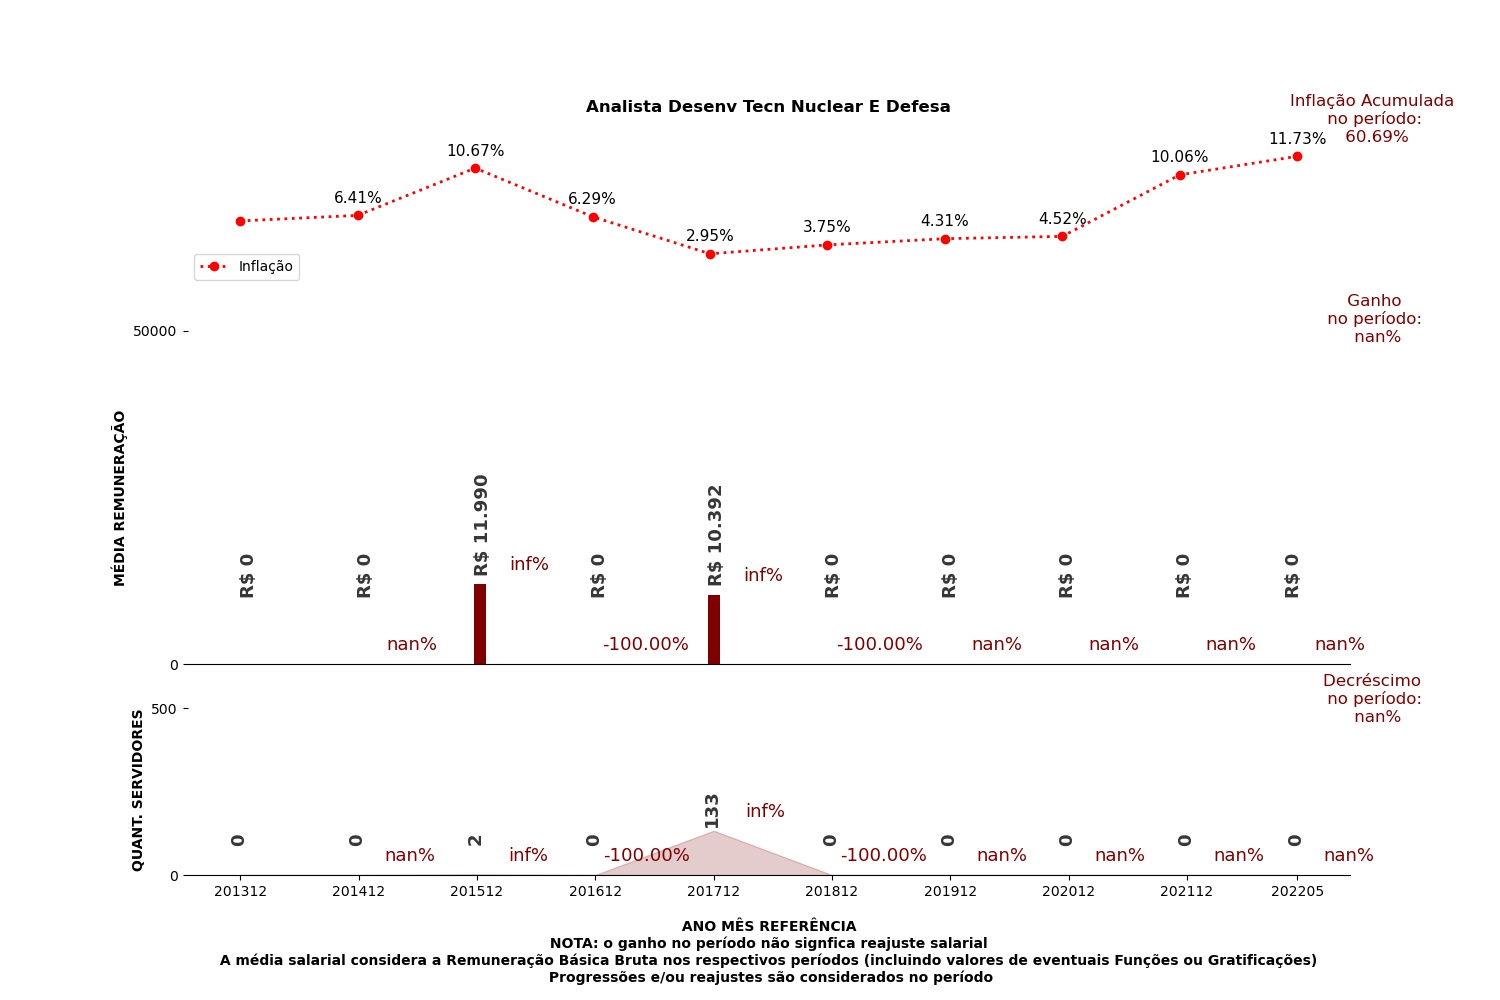 Analista Desenv Tecn Nuclear E Defesa
Inflação Acumulada
no período:
60.69%
6.41%
10.67%
6.29%
2.95%
3.75%
4.31%
4.52%
10.06%
11.73%
Inflação
Ganho
no período:
nan%
50000
0
MÉDIA REMUNERAÇÃO
R$ 0
R$ 0
R$ 11.990
R$ 0
R$ 10.392
R$ 0
R$ 0
R$ 0
R$ 0
R$ 0
nan%
inf%
-100.00%
inf%
-100.00%
nan%
nan%
nan%
nan%
Decréscimo
no período:
nan%
500
0
QUANT. SERVIDORES
0
0
2
0
133
0
0
0
0
0
nan%
inf%
-100.00%
inf%
-100.00%
nan%
nan%
nan%
nan%
201312
201412
201512
201612
201712
201812
201912
202012
202112
202205
ANO MÊS REFERÊNCIA
NOTA: o ganho no período não signfica reajuste salarial
A média salarial considera a Remuneração Básica Bruta nos respectivos períodos (incluindo valores de eventuais Funções ou Gratificações)
Progressões e/ou reajustes são considerados no período